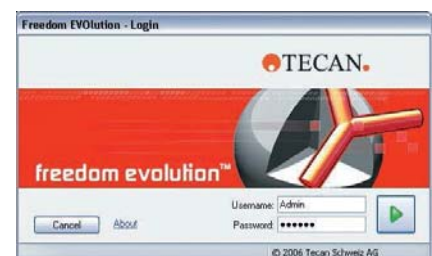 Freedom EVOlution - Login
TECAN.
freedom evolution™
Username: Admin
Password: ••••••
Cancel About
© 2006 Tecan Schweiz AG